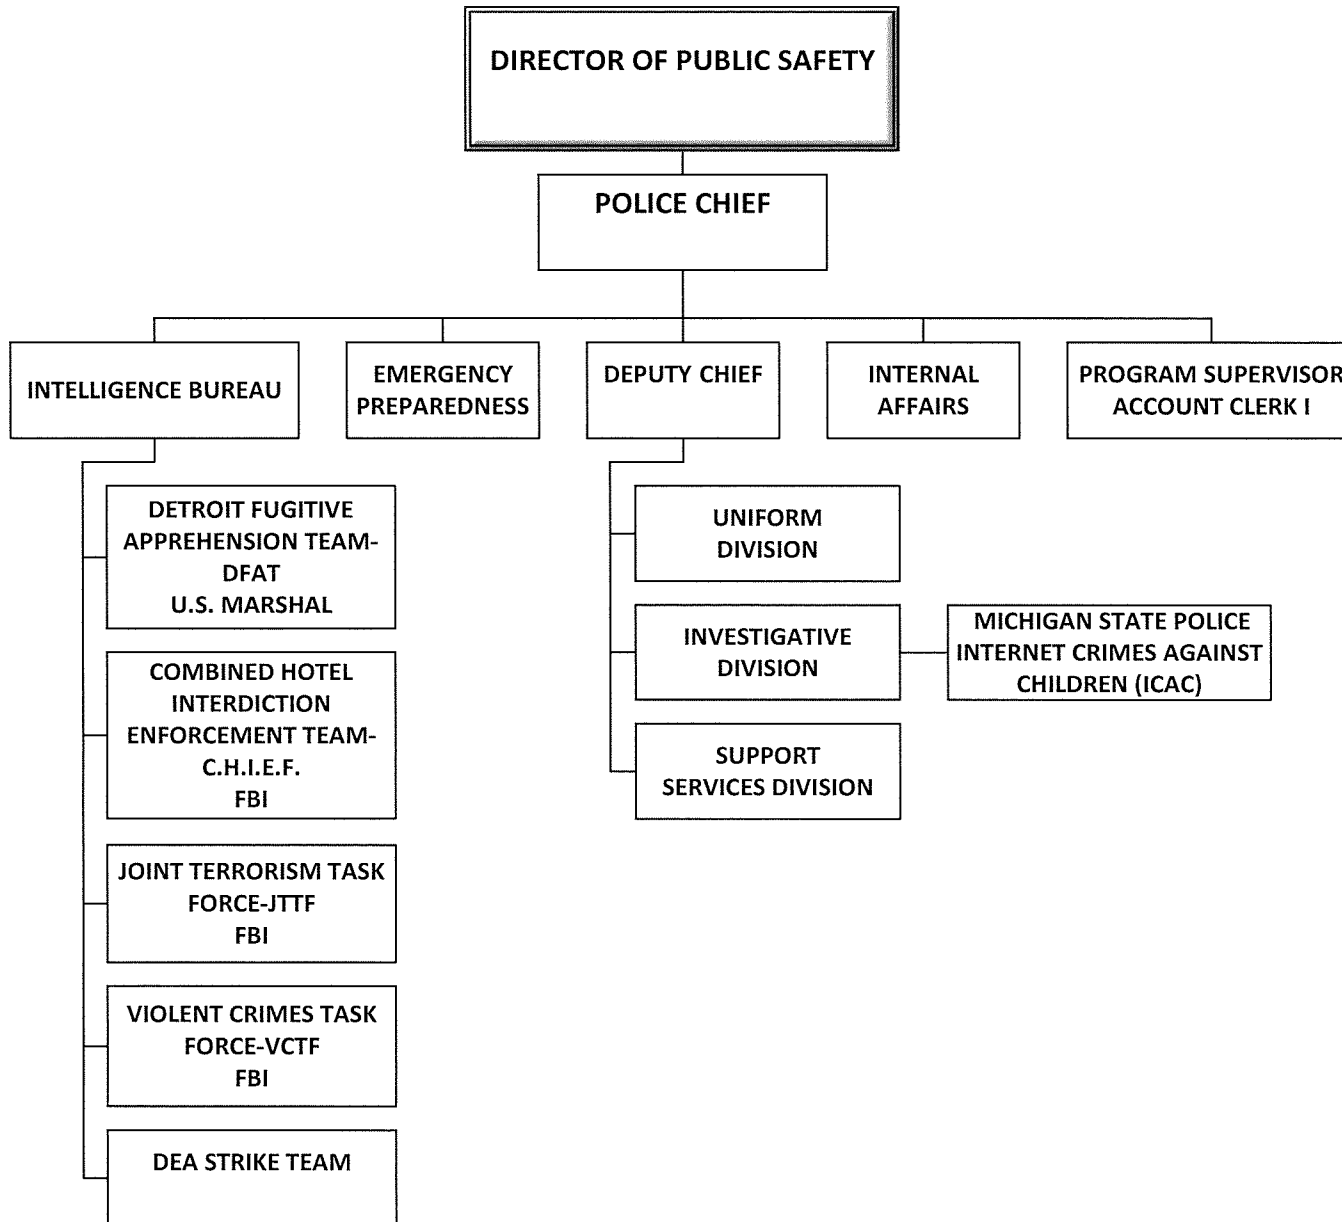 DIRECTOR OF PUBLIC SAFETY
POLICE CHIEF
INTELLIGENCE BUREAU
EMERGENCY
PREPAREDNESS
DEPUTY CHIEF
INTERNAL
AFFAIRS
PROGRAM SUPERVISOR
ACCOUNT CLERK I
DETROIT FUGITIVE
APPREHENSION TEAM-
DFAT
U.S. MARSHAL
COMBINED HOTEL
INTERDICTION
ENFORCEMENT TEAM-
C.H.I.E.F.
FBI
JOINT TERRORISM TASK
FORCE-JTTF
FBI
VIOLENT CRIMES TASK
FORCE-VCTF
FBI
DEA STRIKE TEAM
UNIFORM
DIVISION
INVESTIGATIVE
DIVISION
MICHIGAN STATE POLICE
INTERNET CRIMES AGAINST
CHILDREN (ICAC)
SUPPORT
SERVICES DIVISION